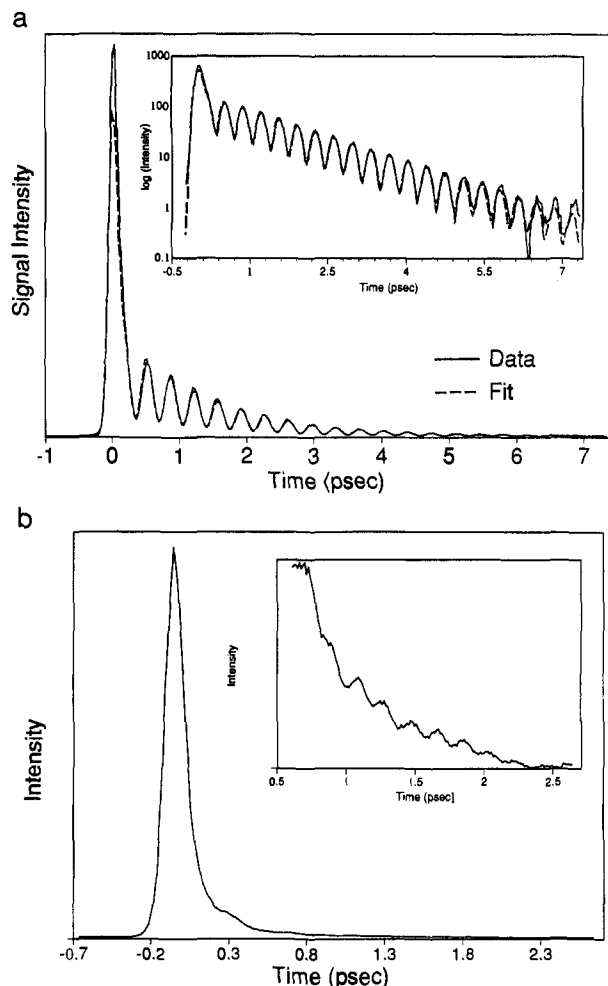 a
Signal Intensity
log (Intensity)
1000
100
10
1
0.1
-0.5
1
2.5
4
5.5
7
Time (psec)
Data
Fit
-1
0
1
2
3
4
5
6
7
Time (psec)
b
Intensity
Intensity
0.5
1
1.5
2
2.5
Time (psec]
-0.7
-0.2
0.3
0.8
1.3
1.8
2.3
Time (psec)